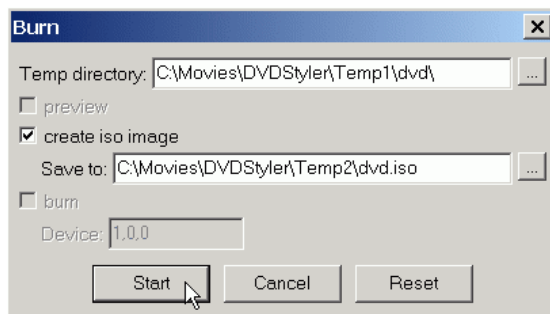 Burn
Temp directory: C:\Movies\DVDStyler\Temp1\dvd\ ...
preview
create iso image
Save to: C:\Movies\DVDStyler\Temp2\dvd.iso ...
burn
Device: 1,0,0
Start Cancel Reset